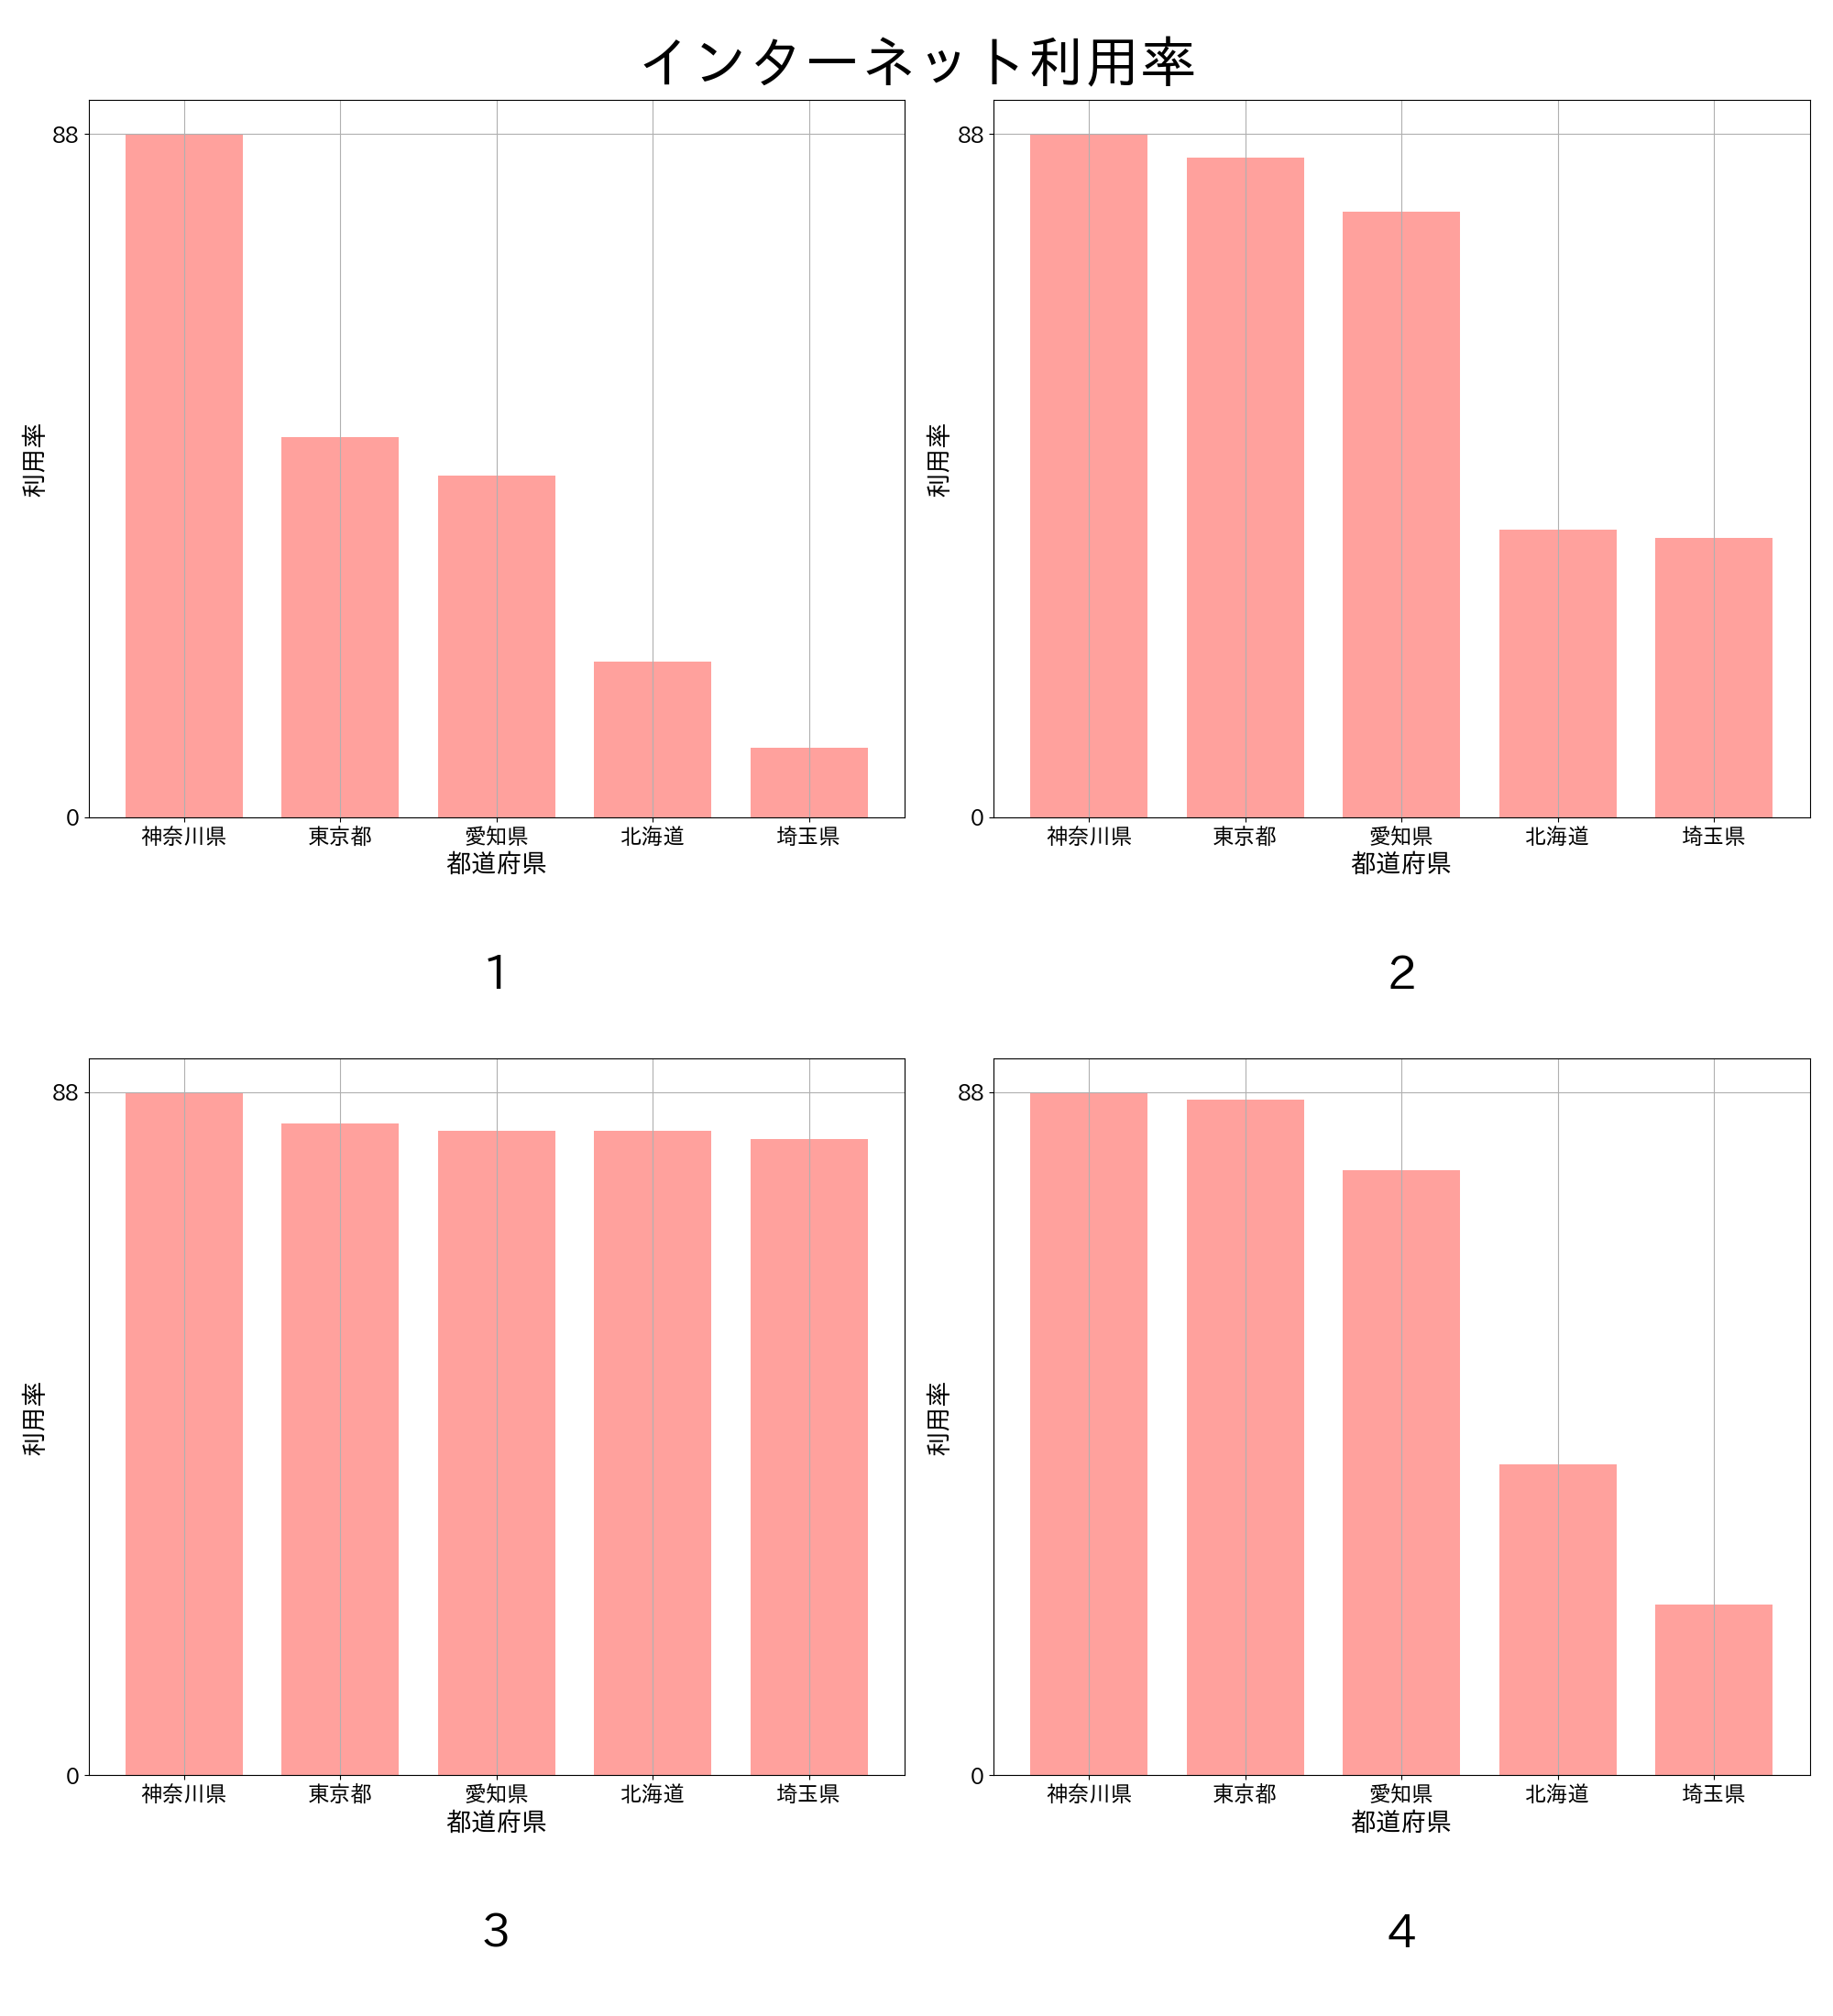 インターネット利用率
88
0
利用率
神奈川県 東京都 愛知県 北海道 埼玉県
都道府県
1
88
0
利用率
神奈川県 東京都 愛知県 北海道 埼玉県
都道府県
2
88
0
利用率
神奈川県 東京都 愛知県 北海道 埼玉県
都道府県
3
88
0
利用率
神奈川県 東京都 愛知県 北海道 埼玉県
都道府県
4